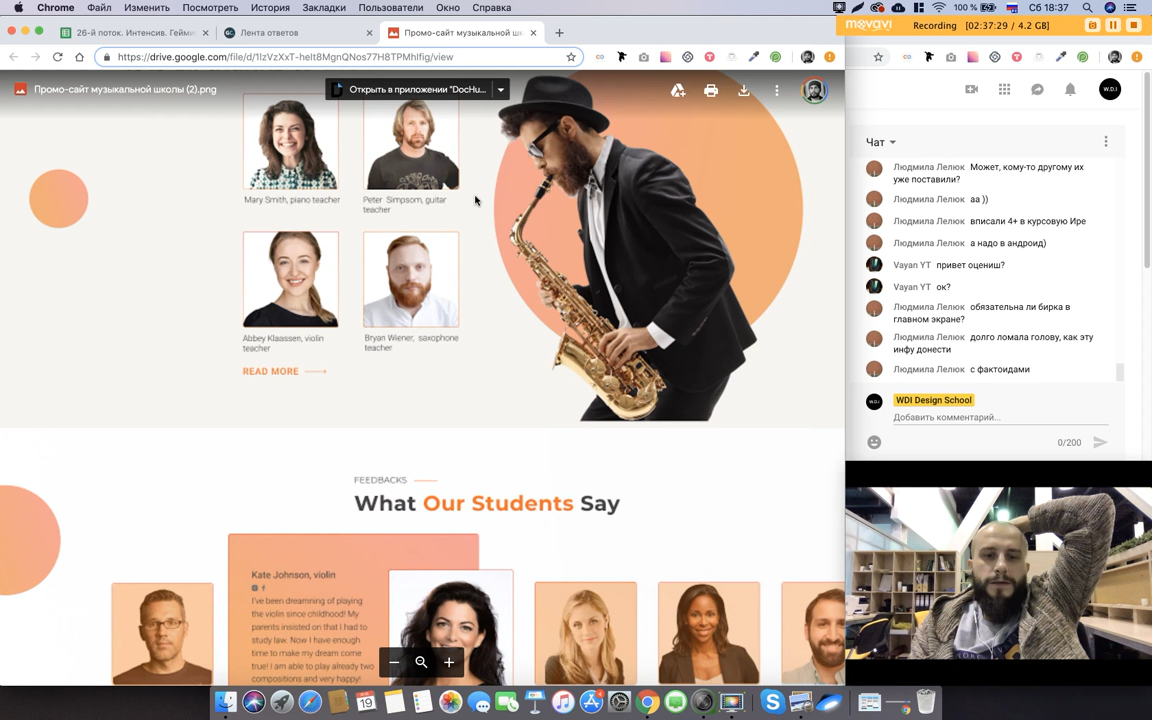 Chrome Файл Изменить Посмотреть История Закладки Пользователи Окно Справка
100 % Сб 18:37
movavi Recording [02:37:29 / 4.2 GB]
26-й поток. Интенсив. Гейми
Лента ответов
Промо-сайт музыкальной шк
https://drive.google.com/file/d/1IzVzXxT-helt8MgnQNos77H8TPMhlfig/view
Промо-сайт музыкальной школы (2).png
Открыть в приложении "DocHu...
Mary Smith, piano teacher
Peter Simpsom, guitar
teacher
Abbey Klaassen, violin
teacher
Bryan Wiener, saxophone
teacher
READ MORE
FEEDBACKS
What Our Students Say
Kate Johnson, violin
I've been dreamning of playing
the violin since childhood! My
parents insisted on that I had to
study law. Now I have enough
time to make my dream come
true! I am able to play already two
compositions and very happy!
W.D.I
Чат
Людмила Лелюк Может, кому-то другому их
уже поставили?
Людмила Лелюк аа ))
Людмила Лелюк вписали 4+ в курсовую Ире
Людмила Лелюк а надо в андроид)
Vayan YT привет оцениш?
Vayan YT ок?
Людмила Лелюк обязательна ли бирка в
главном экране?
Людмила Лелюк долго ломала голову, как эту
инфу донести
Людмила Лелюк с фактоидами
W.D.I
WDI Design School
Добавить комментарий...
0/200
19